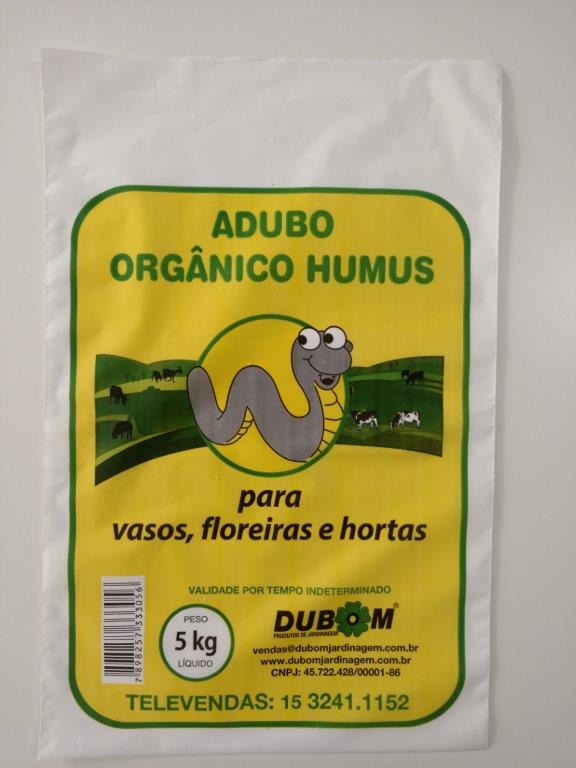 ADUBO
ORGÂNICO HUMUS
para
vasos, floreiras e hortas
VALIDADE POR TEMPO INDETERMINADO
PESO
5 kg
LÍQUIDO
DUBOM®
PRODUTOS DE JARDINAGEM
vendas@dubomjardinagem.com.br
www.dubomjardinagem.com.br
CNPJ: 45.722.428/00001-86
7898257133056
TELEVENDAS: 15 3241.1152